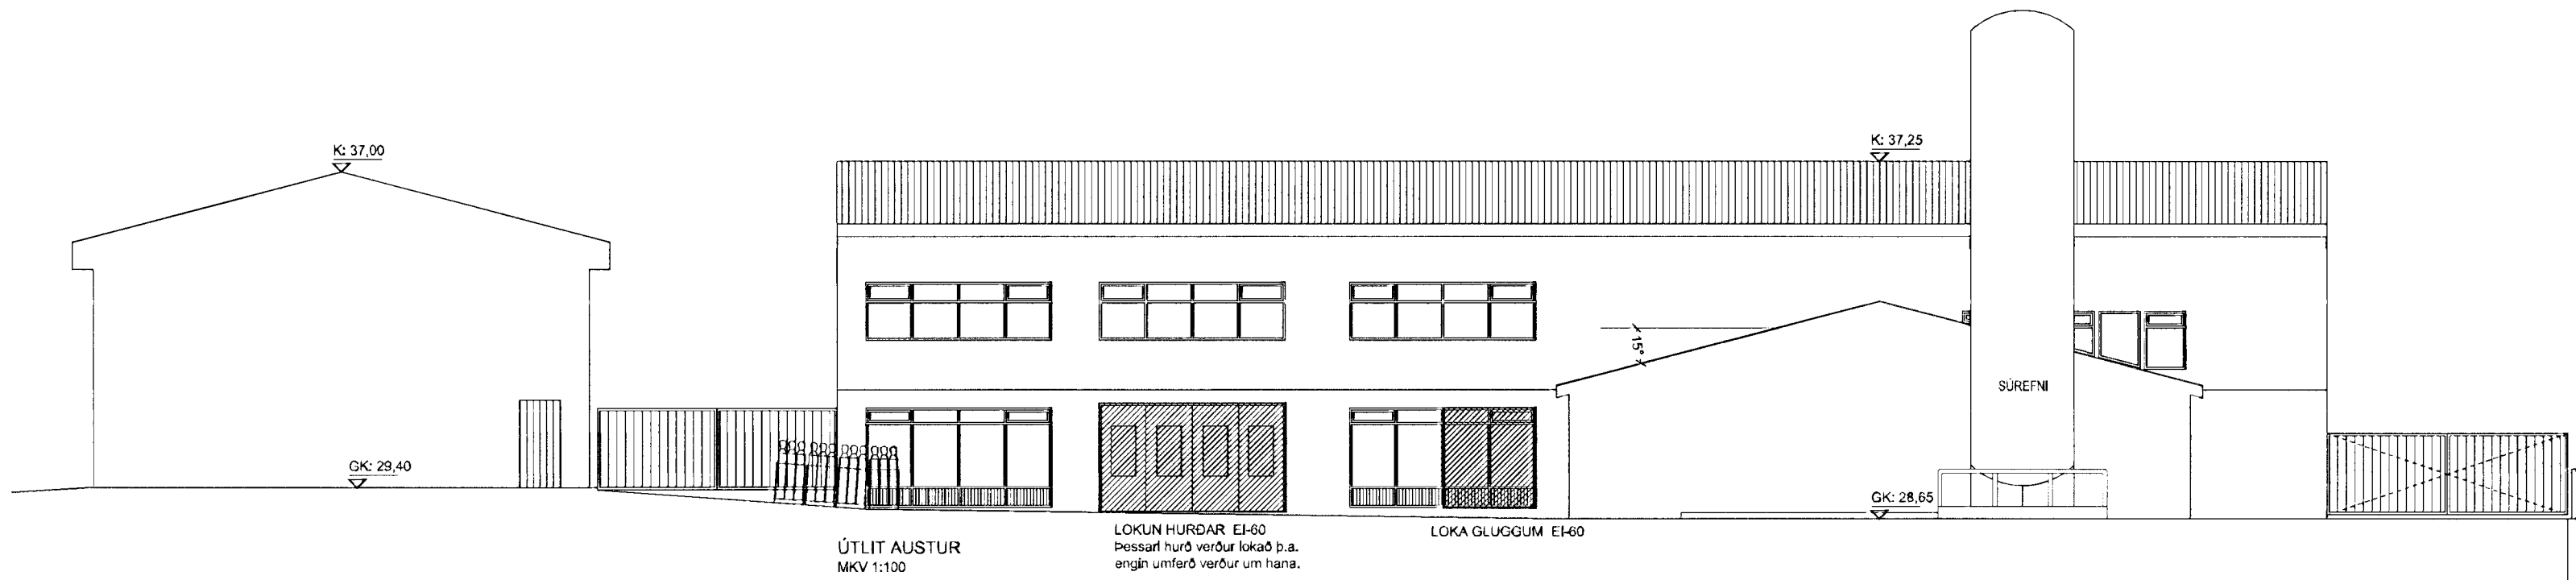 K: 37,00
K: 37,25
15°
SÚREFNI
GK: 29,40
GK: 28,65
LOKUN HURÐAR EI-60
Þessari hurð verður lokað þ.a.
engin umferð verður um hana.
LOKA GLUGGUM EI-60
ÚTLIT AUSTUR
MKV 1:100